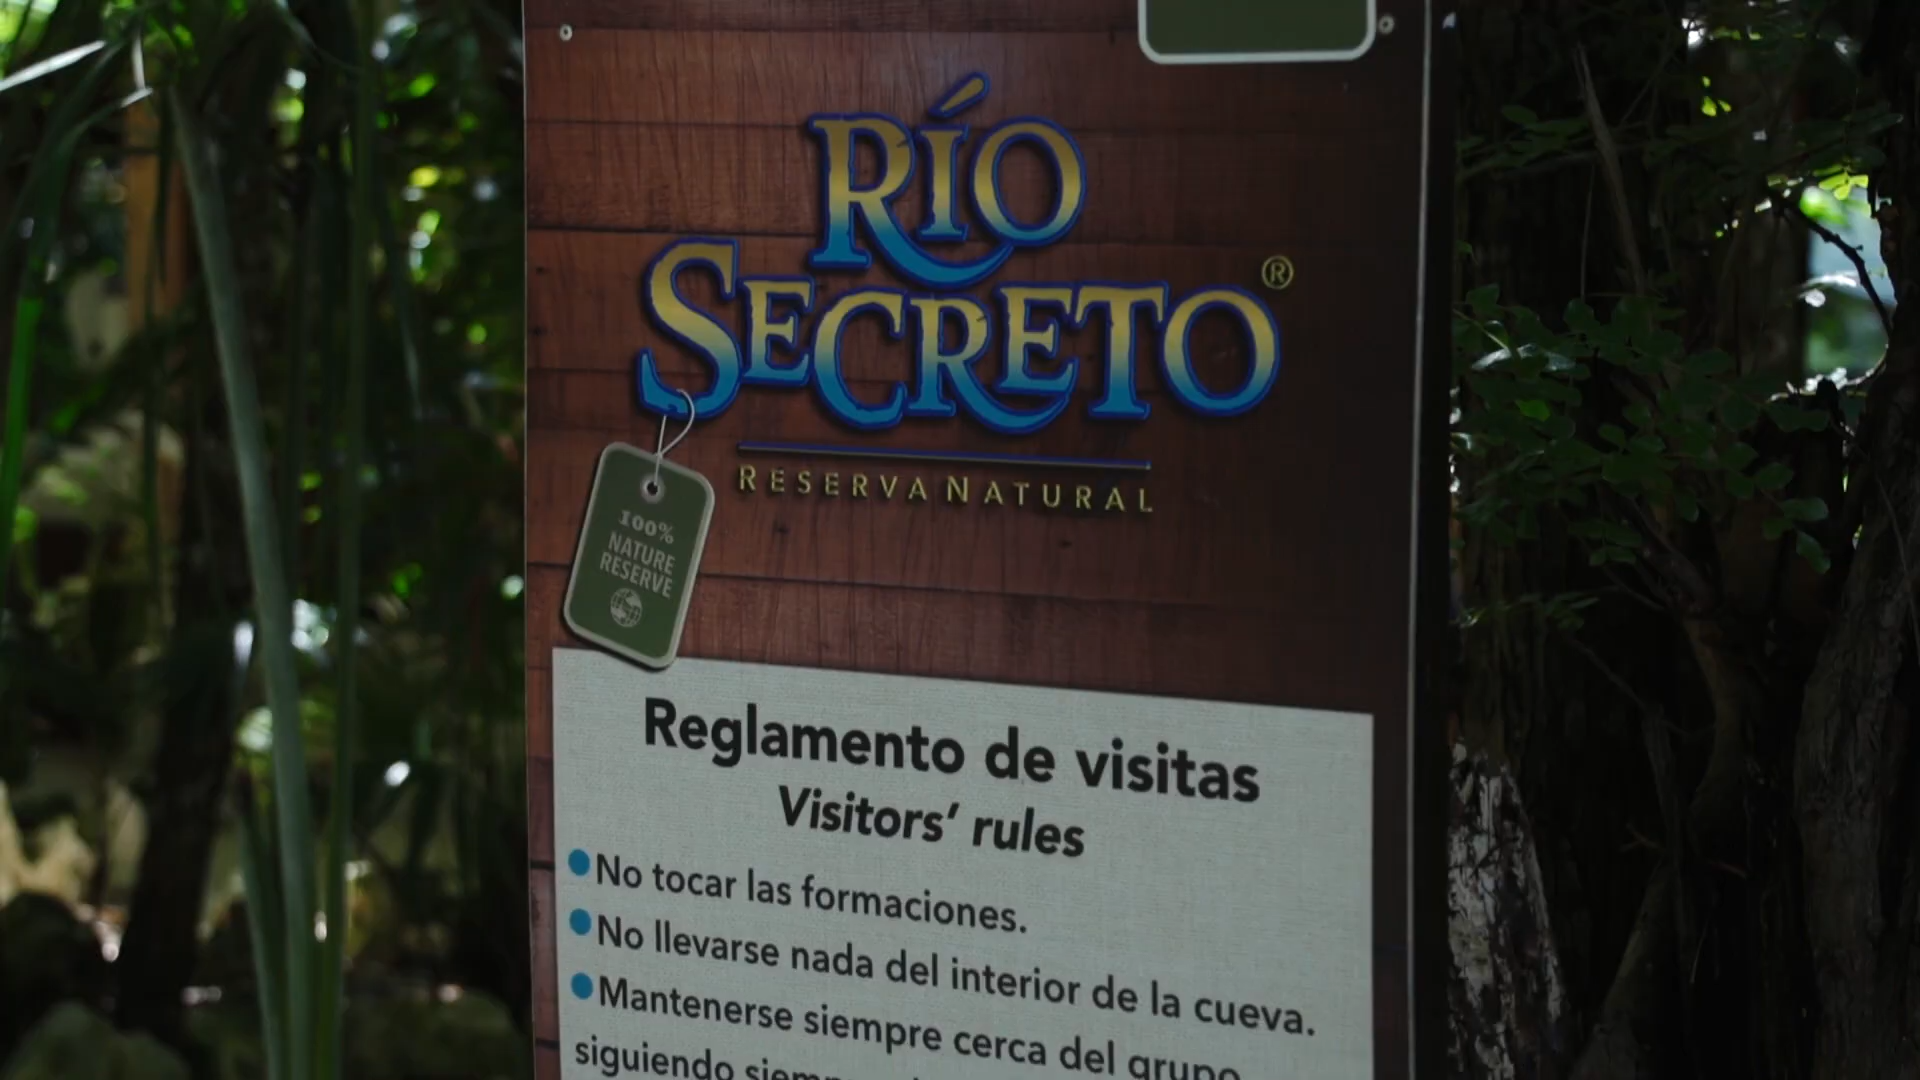 RÍO
SECRETO®
RESERVA NATURAL
100%
NATURE
RESERVE
Reglamento de visitas
Visitors' rules
No tocar las formaciones.
No llevarse nada del interior de la cueva.
Mantenerse siempre cerca del grupo
siguiendo